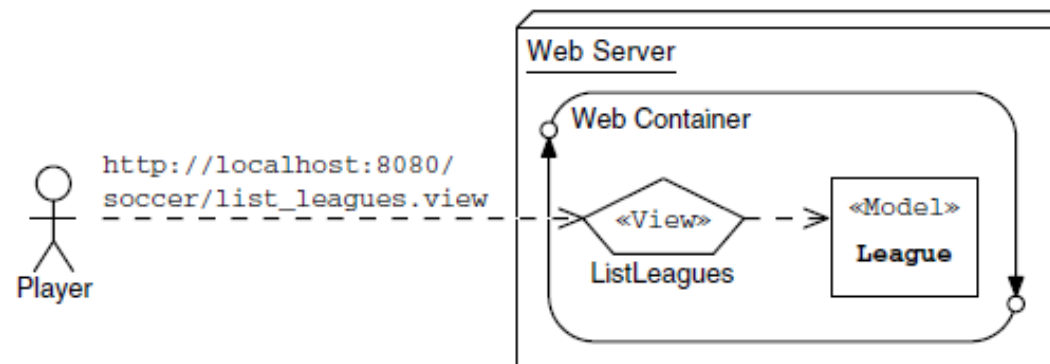 Web Server
Web Container
http://localhost:8080/
soccer/list_leagues.view
«View»
ListLeagues
«Model»
League
Player